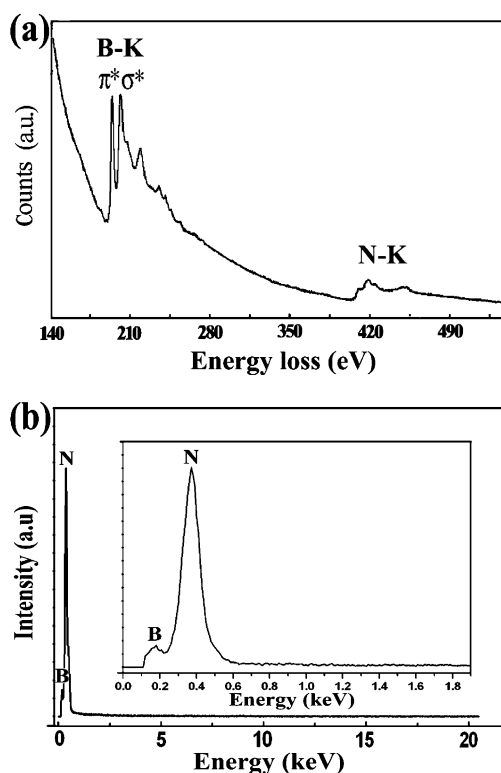 (a)
B-K
π* σ*
N-K
Counts (a.u.)
140 210 280 350 420 490
Energy loss (eV)
(b)
N
B
Intensity (a.u)
N
B
0.0 0.2 0.4 0.6 0.8 1.0 1.2 1.4 1.6 1.8
Energy (keV)
0 5 10 15 20
Energy (keV)